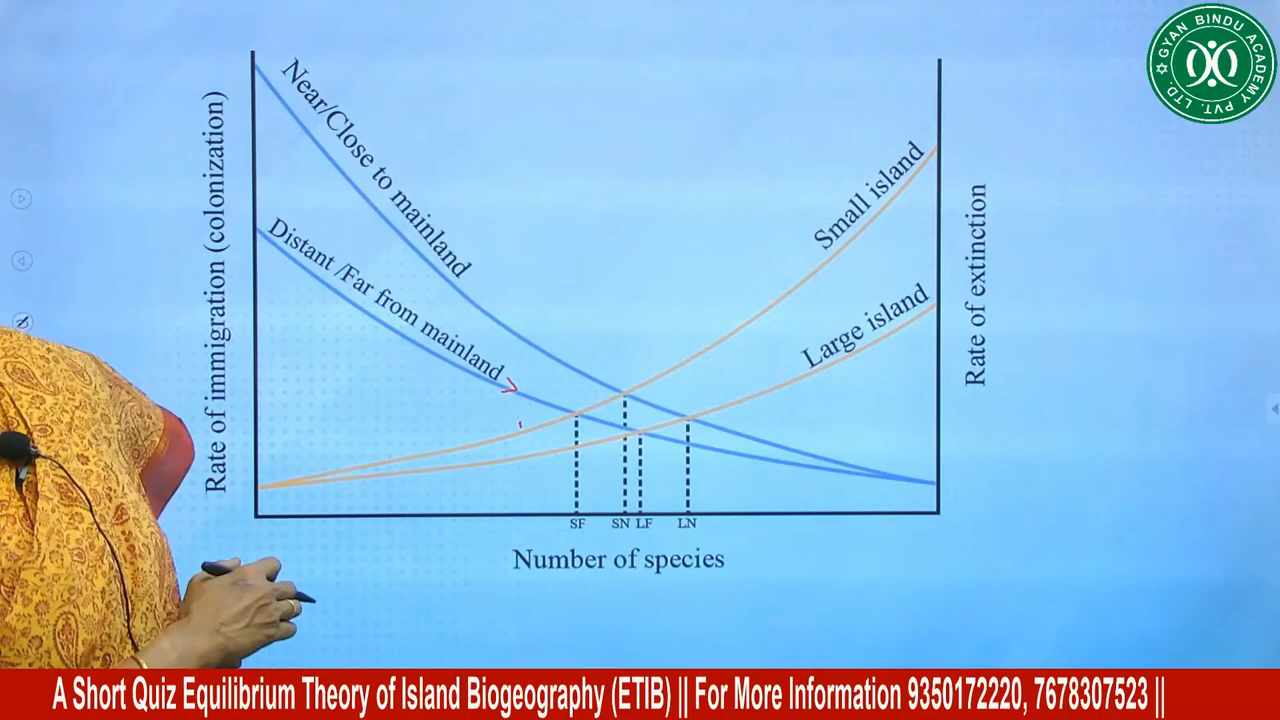 GYAN BINDU ACADEMY PVT. LTD.
Near/Close to mainland
Distant /Far from mainland
Small island
Large island
Rate of immigration (colonization)
Rate of extinction
SF SN LF LN
Number of species
A Short Quiz Equilibrium Theory of Island Biogeography (ETIB) || For More Information 9350172220, 7678307523 ||